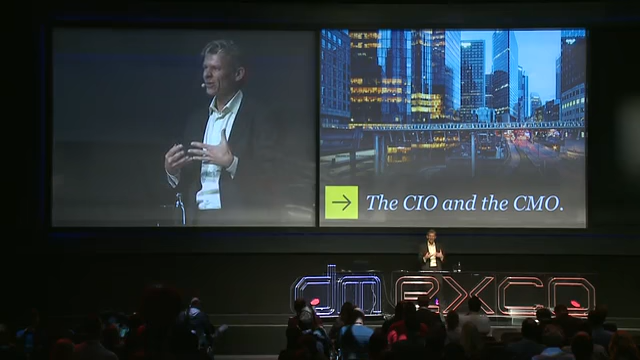 The CIO and the CMO.
dmexco